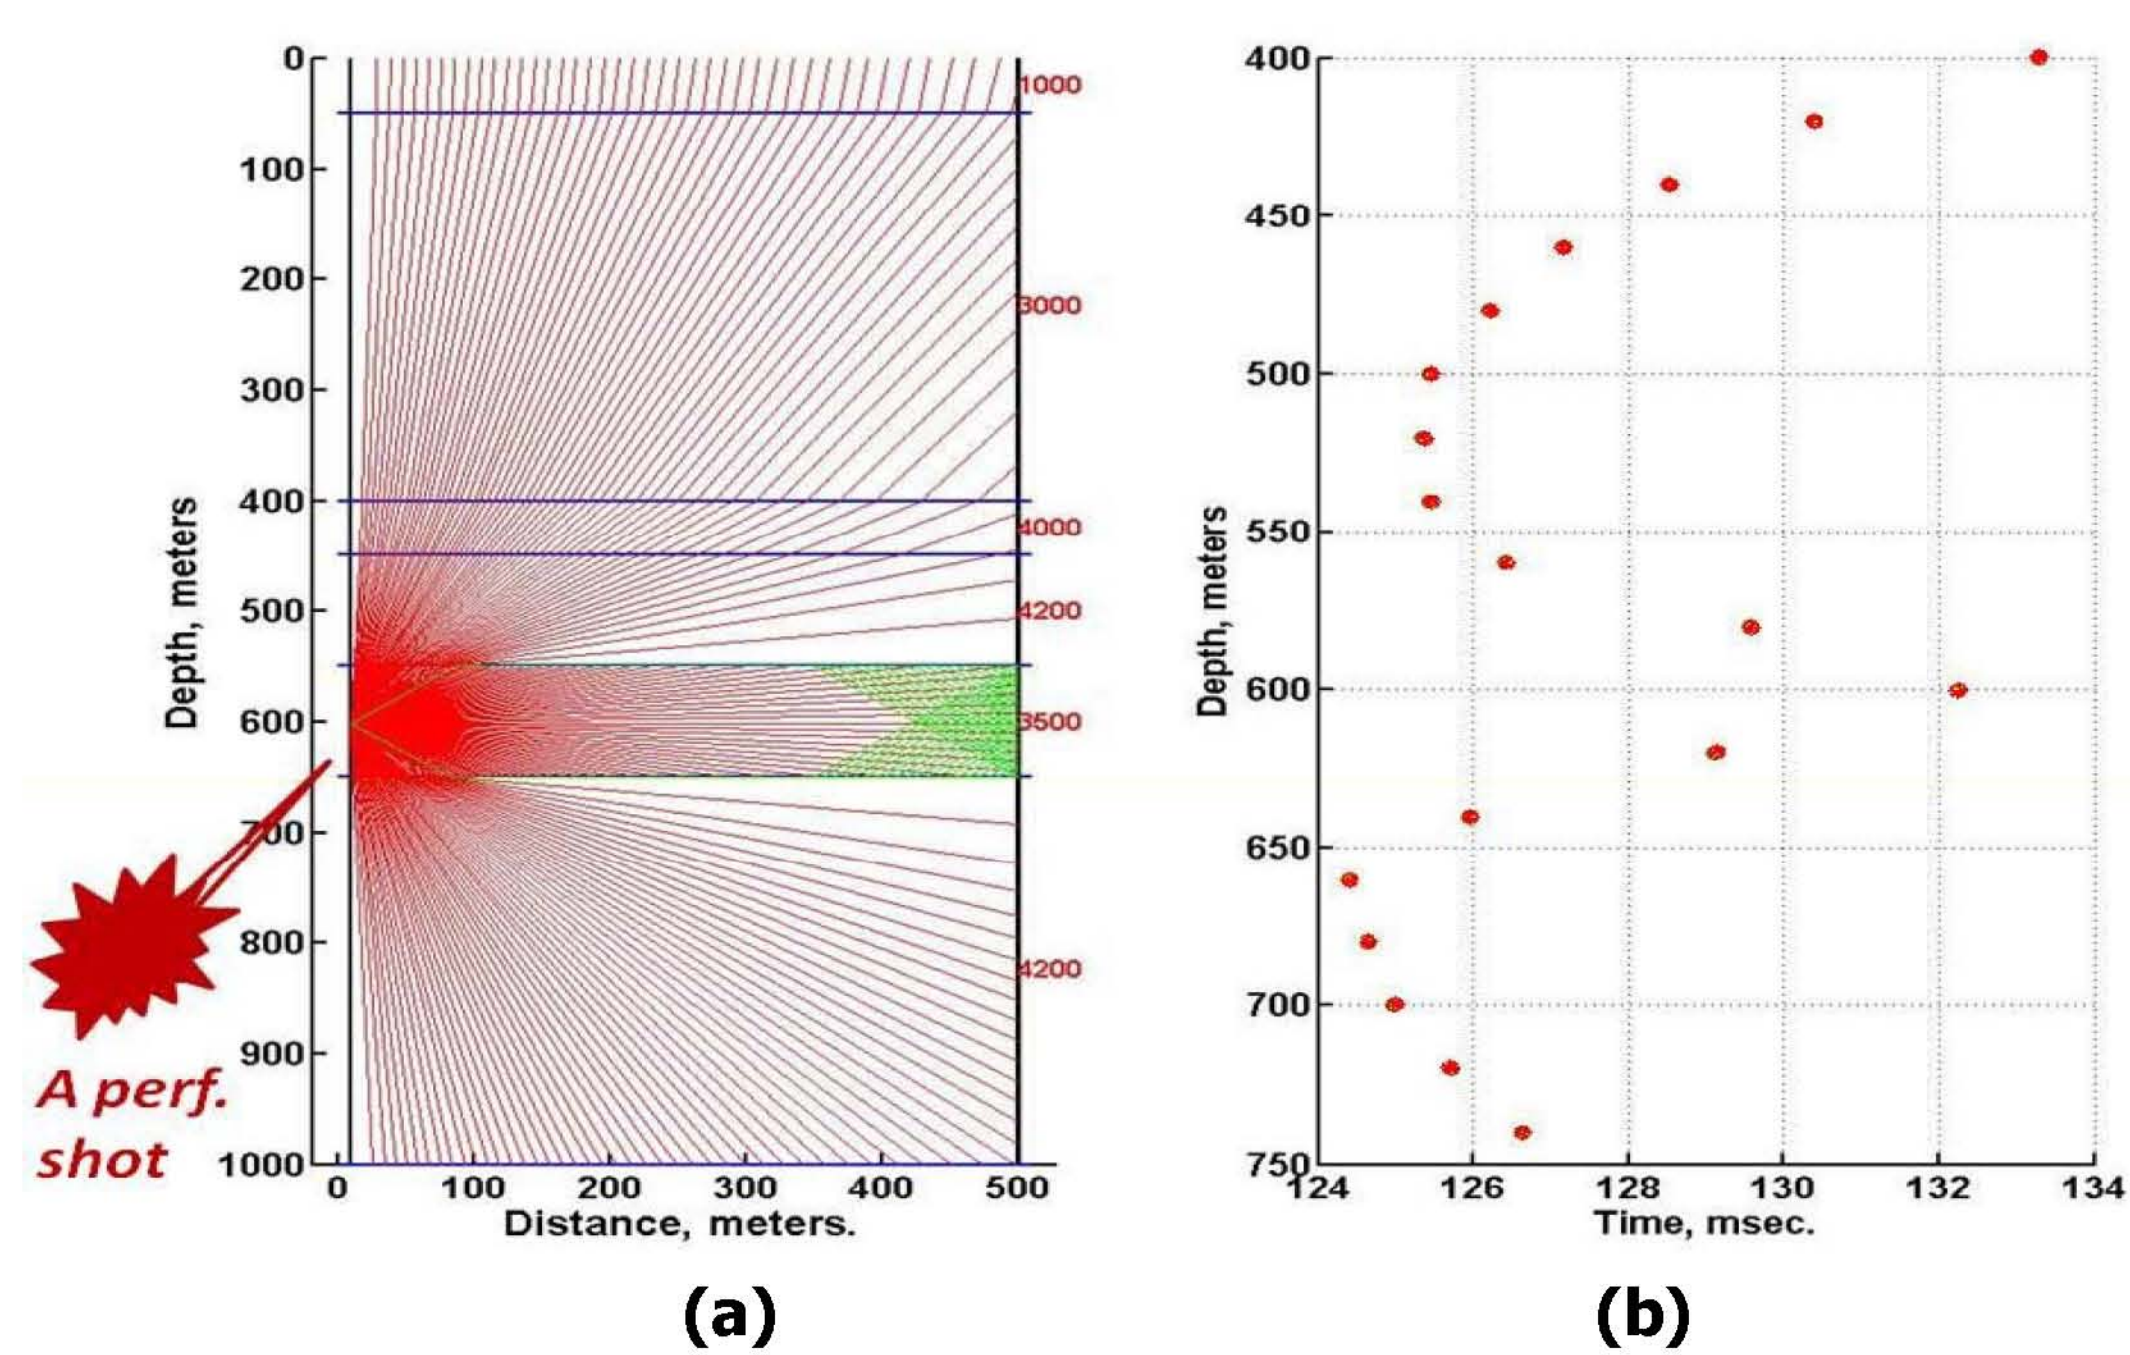 0
100
200
300
400
500
600
700
800
900
1000
Depth, meters
0 100 200 300 400 500
Distance, meters.
1000
3000
4000
4200
3500
4200
A perf.
shot
(a)
400
450
500
550
600
650
700
750
Depth, meters
124 126 128 130 132 134
Time, msec.
(b)